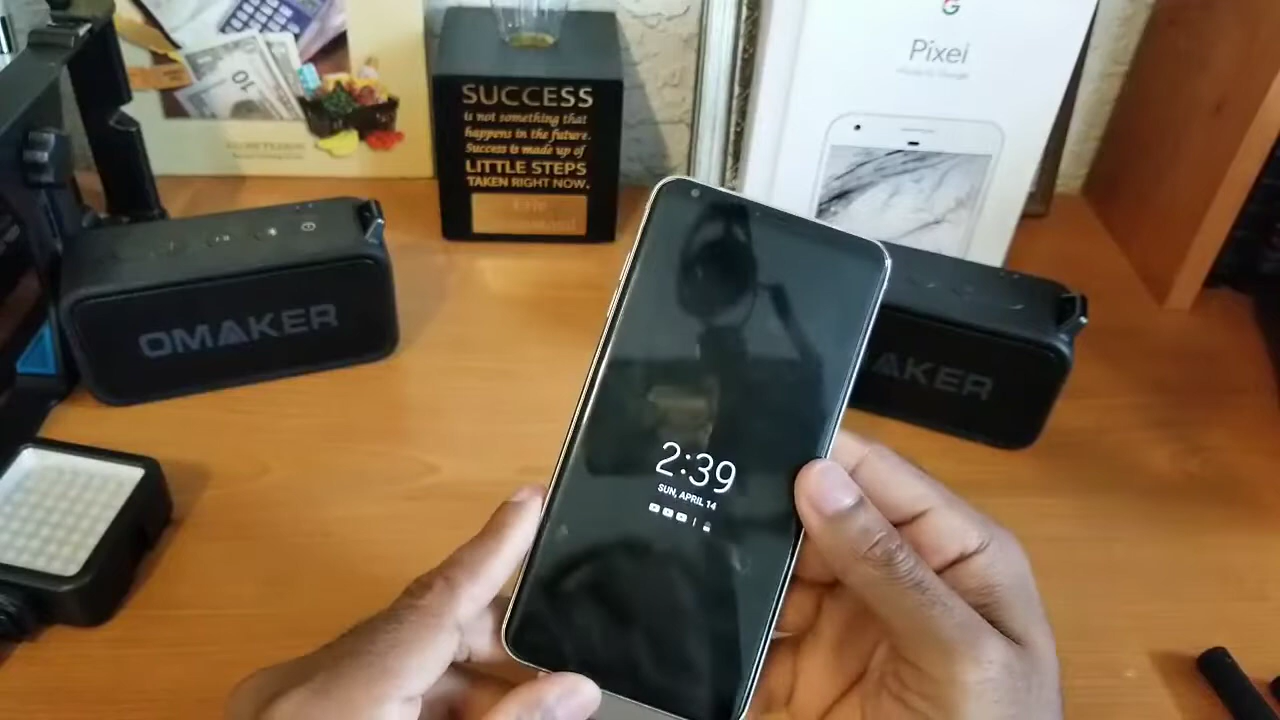 SUCCESS
is not something that
happens in the future.
Success is made up of
LITTLE STEPS
TAKEN RIGHT NOW.
G
Pixel
OMAKER
AKER
2:39
SUN, APRIL 14
10